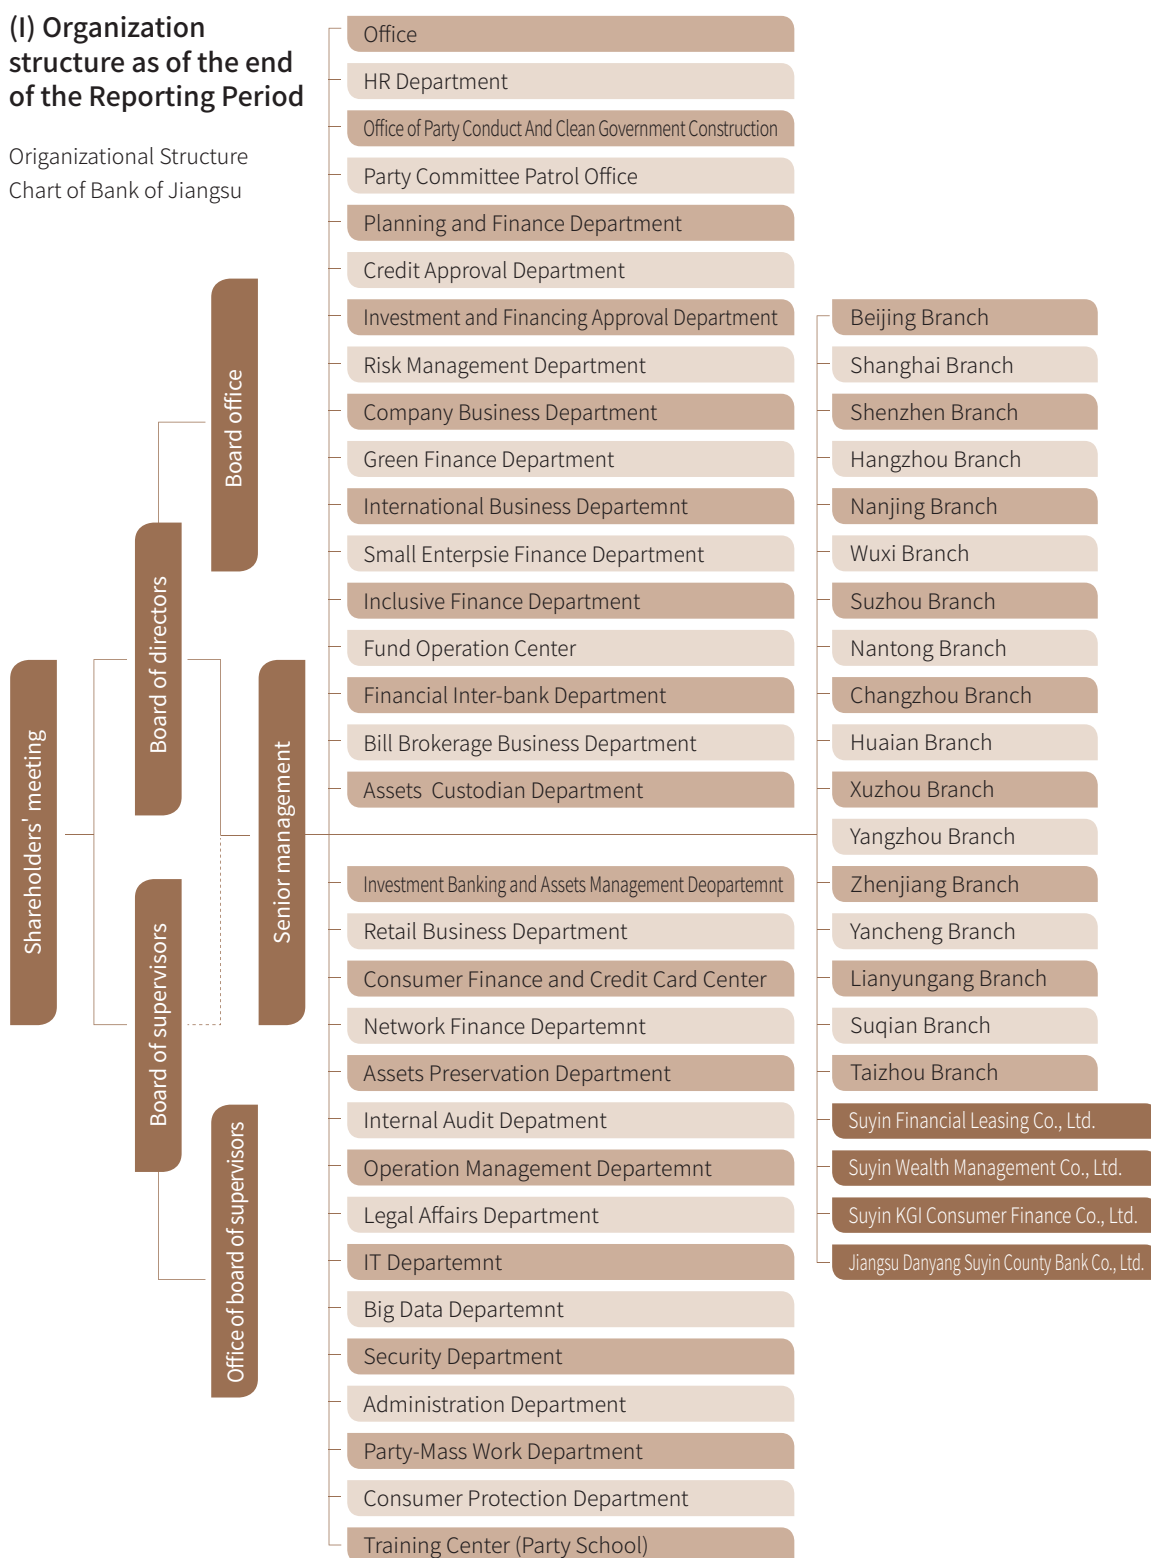 (I) Organization
structure as of the end
of the Reporting Period
Origanizational Structure
Chart of Bank of Jiangsu
Shareholders' meeting
Board of directors
Board of supervisors
Board office
Office of board of supervisors
Senior management
Office
HR Department
Office of Party Conduct And Clean Government Construction
Party Committee Patrol Office
Planning and Finance Department
Credit Approval Department
Investment and Financing Approval Department
Risk Management Department
Company Business Department
Green Finance Department
International Business Departemnt
Small Enterpsie Finance Department
Inclusive Finance Department
Fund Operation Center
Financial Inter-bank Department
Bill Brokerage Business Department
Assets Custodian Department
Investment Banking and Assets Management Deopartemnt
Retail Business Department
Consumer Finance and Credit Card Center
Network Finance Departemnt
Assets Preservation Department
Internal Audit Depatment
Operation Management Departemnt
Legal Affairs Department
IT Departemnt
Big Data Departemnt
Security Department
Administration Department
Party-Mass Work Department
Consumer Protection Department
Training Center (Party School)
Beijing Branch
Shanghai Branch
Shenzhen Branch
Hangzhou Branch
Nanjing Branch
Wuxi Branch
Suzhou Branch
Nantong Branch
Changzhou Branch
Huaian Branch
Xuzhou Branch
Yangzhou Branch
Zhenjiang Branch
Yancheng Branch
Lianyungang Branch
Suqian Branch
Taizhou Branch
Suyin Financial Leasing Co., Ltd.
Suyin Wealth Management Co., Ltd.
Suyin KGI Consumer Finance Co., Ltd.
Jiangsu Danyang Suyin County Bank Co., Ltd.